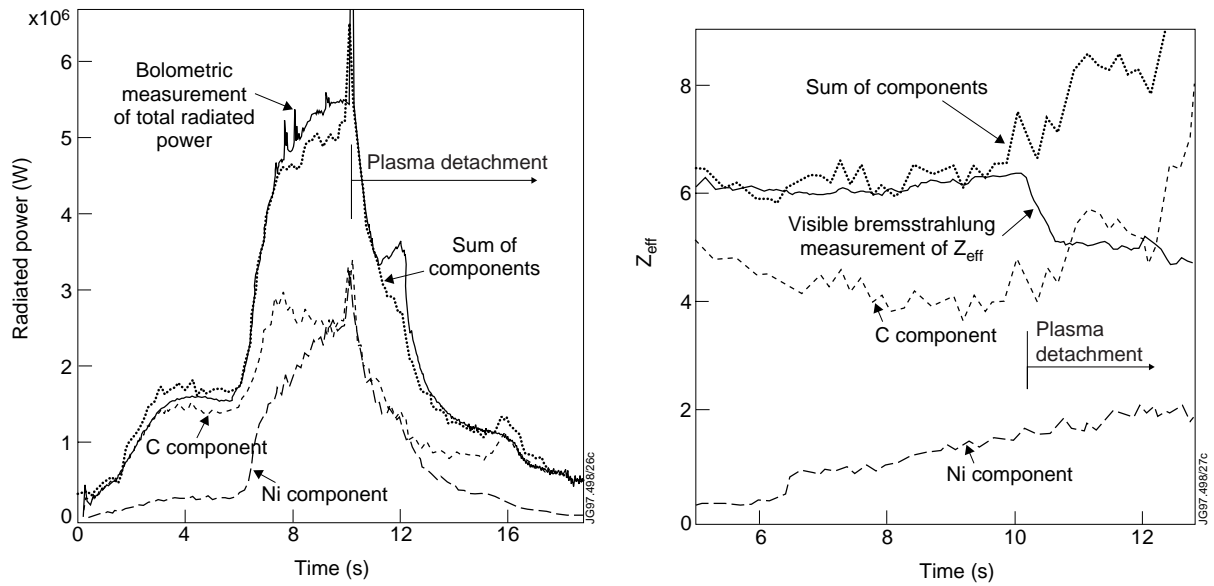 x10⁶
6
5
4
3
2
1
0
Radiated power (W)
Bolometric
measurement
of total radiated
power
Plasma detachment
Sum of
components
C component
Ni component
0
4
8
12
16
Time (s)
JG97.498/26c
8
6
4
2
0
Z_eff
Sum of components
Visible bremsstrahlung
measurement of Z_eff
C component
Plasma
detachment
Ni component
6
8
10
12
Time (s)
JG97.498/27c